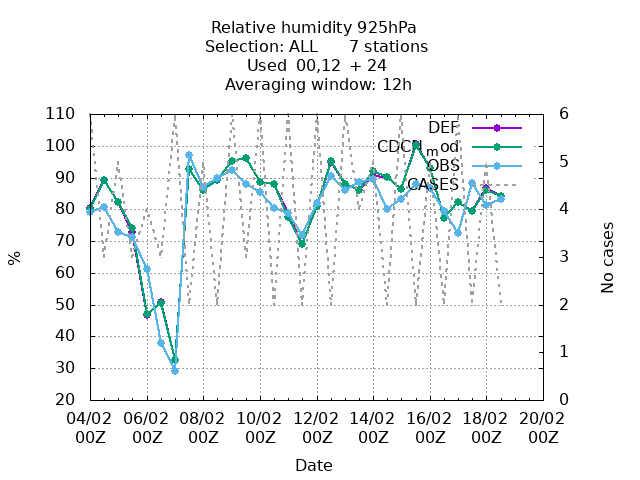 Relative humidity 925hPa
Selection: ALL 7 stations
Used 00,12 + 24
Averaging window: 12h
110
100
90
80
70
60
50
40
30
20
%
6
5
4
3
2
1
0
No cases
DEF
OBS
CASES
04/02 06/02 08/02 10/02 12/02 14/02 16/02 18/02 20/02
00Z 00Z 00Z 00Z 00Z 00Z 00Z 00Z 00Z
Date